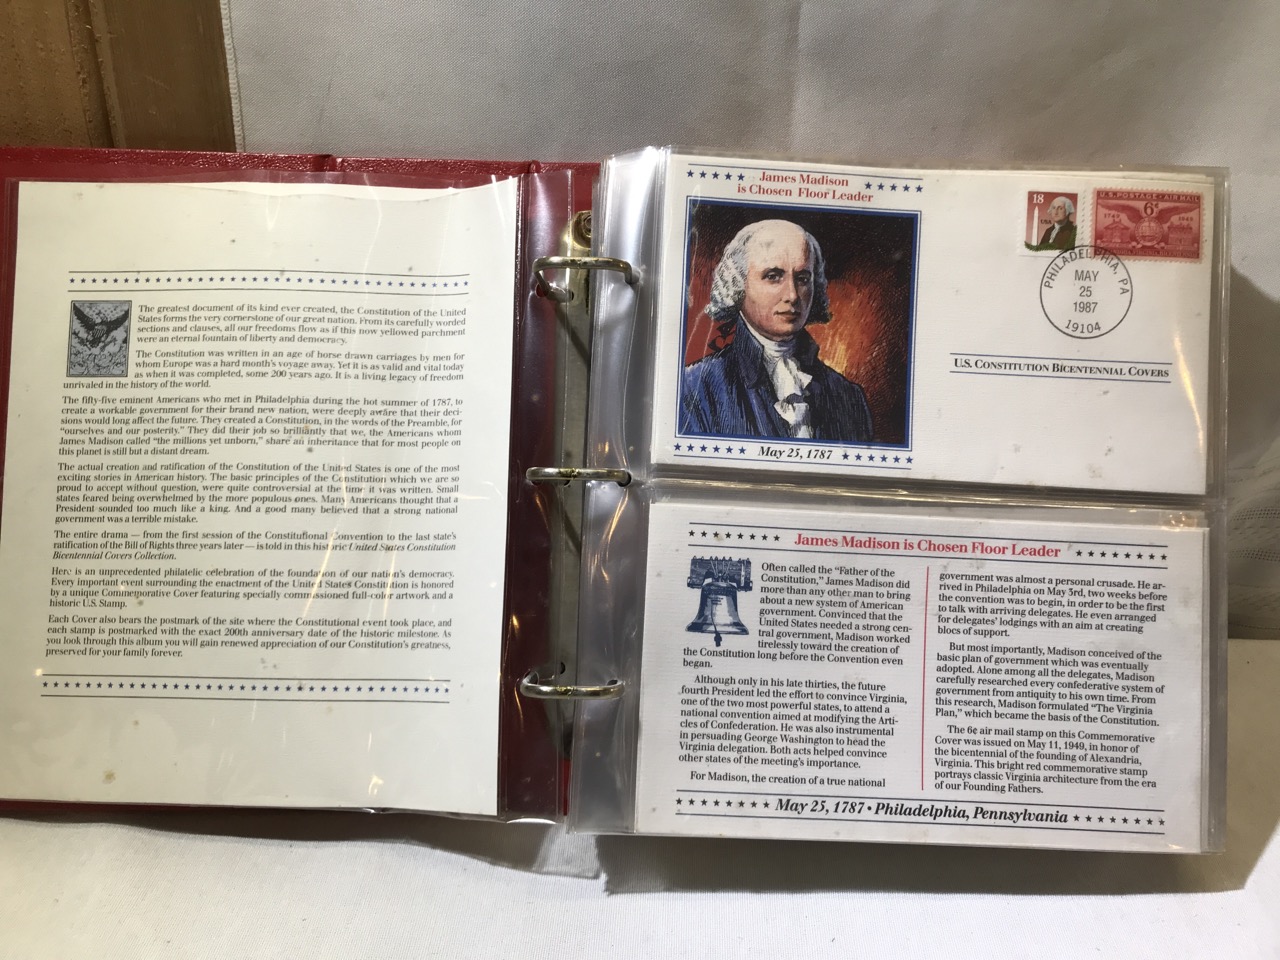 The greatest document of its kind ever created, the Constitution of the United
States forms the very cornerstone of our great nation. From its carefully worded
sections and clauses, all our freedoms flow as if this now yellowed parchment
were an eternal fountain of liberty and democracy.
The Constitution was written in an age of horse drawn carriages by men for
whom Europe was a hard month's voyage away. Yet it is as valid and vital today
as when it was completed, some 200 years ago. It is a living legacy of freedom
unrivaled in the history of the world.
The fifty-five eminent Americans who met in Philadelphia during the hot summer of 1787, to
create a workable government for their brand new nation, were deeply aware that their deci-
sions would long affect the future. They created a Constitution, in the words of the Preamble, for
"ourselves and our posterity." They did their job so brilliantly that we, the Americans whom
James Madison called "the millions yet unborn," share an inheritance that for most people on
this planet is still but a distant dream.
The actual creation and ratification of the Constitution of the United States is one of the most
exciting stories in American history. The basic principles of the Constitution which we are so
proud to accept without question, were quite controversial at the time it was written. Small
states feared being overwhelmed by the more populous ones. Many Americans thought that a
President sounded too much like a king. And a good many believed that a strong national
government was a terrible mistake.
The entire drama — from the first session of the Constitutional Convention to the last state's
ratification of the Bill of Rights three years later — is told in this historic United States Constitution
Bicentennial Covers Collection.
Here is an unprecedented philatelic celebration of the foundation of our nation's democracy.
Every important event surrounding the enactment of the United States Constitution is honored
by a unique Commemorative Cover featuring specially commissioned full-color artwork and a
historic U.S. Stamp.
Each Cover also bears the postmark of the site where the Constitutional event took place, and
each stamp is postmarked with the exact 200th anniversary date of the historic milestone. As
you look through this album you will gain renewed appreciation of our Constitution's greatness,
preserved for your family forever.
James Madison
is Chosen Floor Leader
May 25, 1787
18
USA
U.S. POSTAGE · AIR MAIL
6¢
1749 1949
PHILADELPHIA, PA
MAY
25
1987
19104
U.S. CONSTITUTION BICENTENNIAL COVERS
James Madison is Chosen Floor Leader
Often called the "Father of the
Constitution," James Madison did
more than any other man to bring
about a new system of American
government. Convinced that the
United States needed a strong cen-
tral government, Madison worked
tirelessly toward the creation of
the Constitution long before the Convention even
began.
Although only in his late thirties, the future
fourth President led the effort to convince Virginia,
one of the two most powerful states, to attend a
national convention aimed at modifying the Arti-
cles of Confederation. He was also instrumental
in persuading George Washington to head the
Virginia delegation. Both acts helped convince
other states of the meeting's importance.
For Madison, the creation of a true national
government was almost a personal crusade. He ar-
rived in Philadelphia on May 3rd, two weeks before
the convention was to begin, in order to be the first
to talk with arriving delegates. He even arranged
for delegates' lodgings with an aim at creating
blocs of support.
But most importantly, Madison conceived of the
basic plan of government which was eventually
adopted. Alone among all the delegates, Madison
carefully researched every confederative system of
government from antiquity to his own time. From
this research, Madison formulated "The Virginia
Plan," which became the basis of the Constitution.
The 6¢ air mail stamp on this Commemorative
Cover was issued on May 11, 1949, in honor of
the bicentennial of the founding of Alexandria,
Virginia. This bright red commemorative stamp
portrays classic Virginia architecture from the era
of our Founding Fathers.
May 25, 1787 • Philadelphia, Pennsylvania